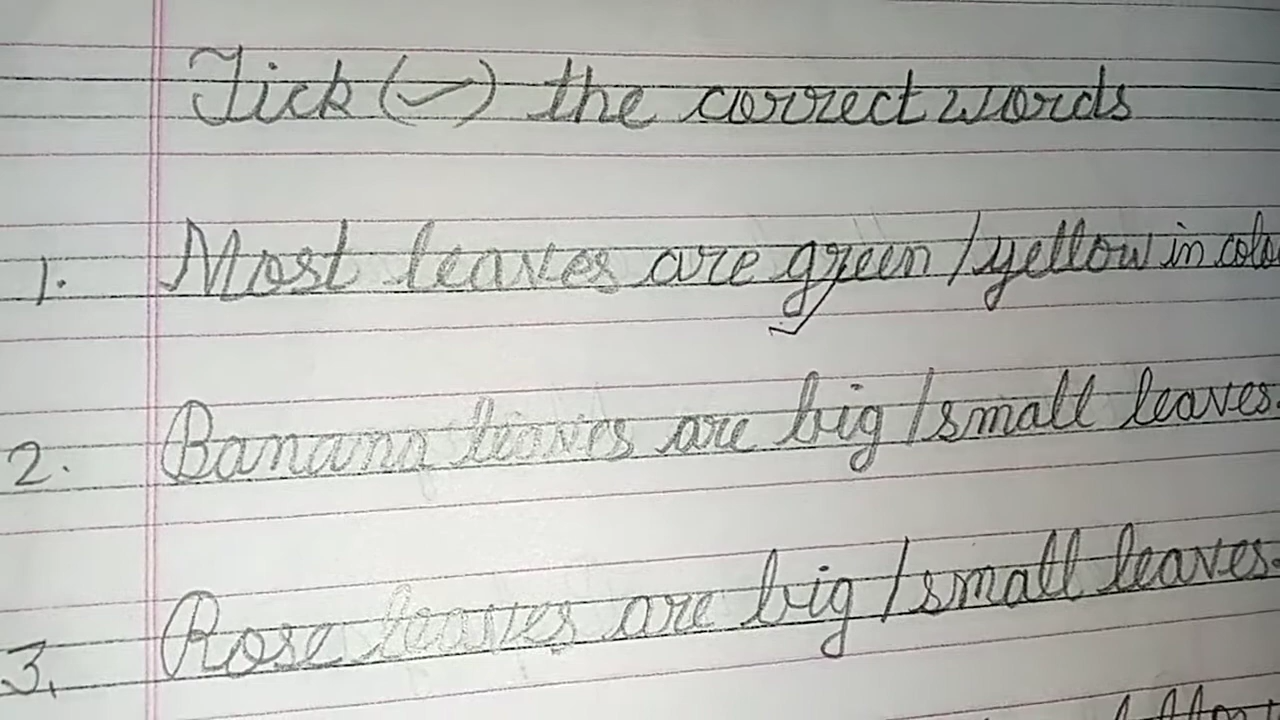 Tick (✓) the correct words
1. Most leaves are green / yellow in colo
2. Banana leaves are big / small leaves.
3. Rose leaves are big / small leaves.